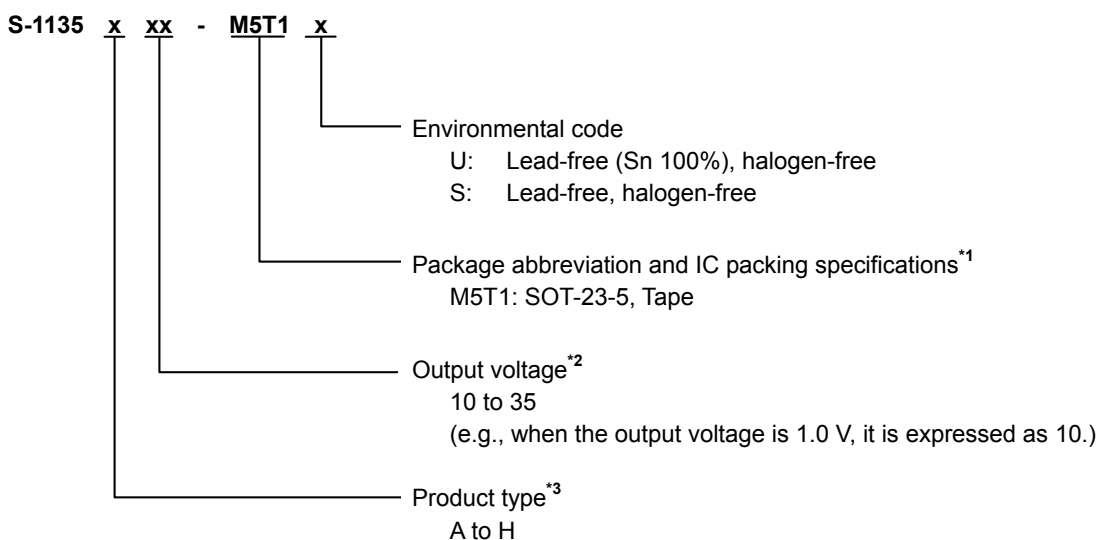 S-1135 x xx - M5T1 x
Environmental code
U: Lead-free (Sn 100%), halogen-free
S: Lead-free, halogen-free
Package abbreviation and IC packing specifications*1
M5T1: SOT-23-5, Tape
Output voltage*2
10 to 35
(e.g., when the output voltage is 1.0 V, it is expressed as 10.)
Product type*3
A to H